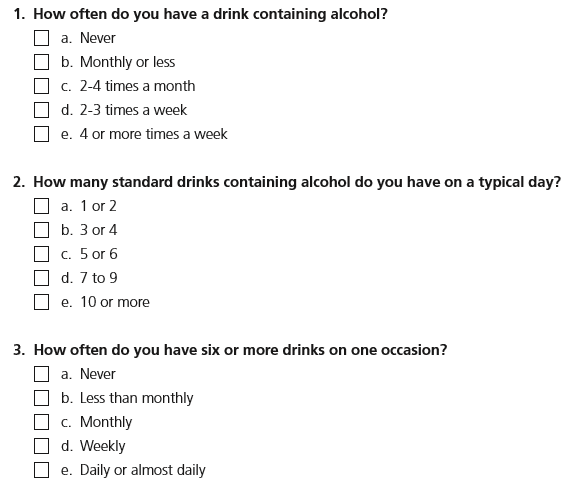 1. How often do you have a drink containing alcohol?
a. Never
b. Monthly or less
c. 2-4 times a month
d. 2-3 times a week
e. 4 or more times a week
2. How many standard drinks containing alcohol do you have on a typical day?
a. 1 or 2
b. 3 or 4
c. 5 or 6
d. 7 to 9
e. 10 or more
3. How often do you have six or more drinks on one occasion?
a. Never
b. Less than monthly
c. Monthly
d. Weekly
e. Daily or almost daily